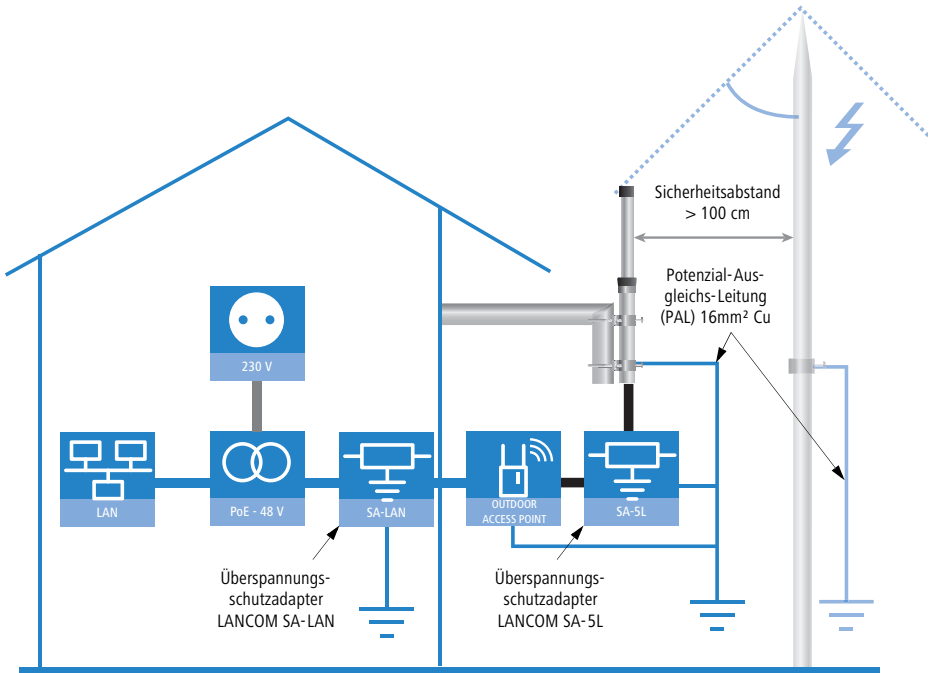 Sicherheitsabstand
> 100 cm
Potenzial-Aus-
gleichs-Leitung
(PAL) 16mm² Cu
230 V
LAN
PoE - 48 V
SA-LAN
OUTDOOR
ACCESS POINT
SA-5L
Überspannungs-
schutzadapter
LANCOM SA-LAN
Überspannungs-
schutzadapter
LANCOM SA-5L